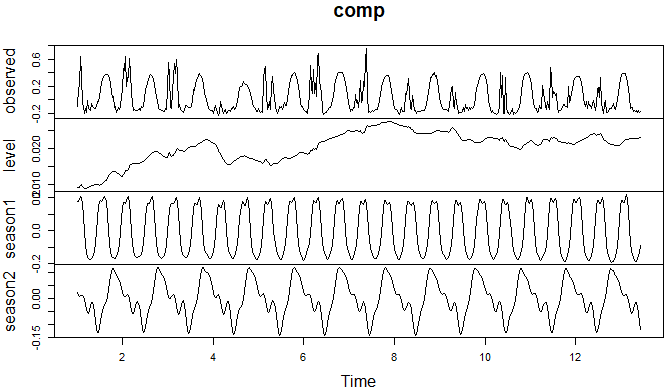 comp
observed
-0.2 0.2 0.6
level
0.010 0.020
season1
-0.2 0.0
season2
-0.15 0.00
2 4 6 8 10 12
Time